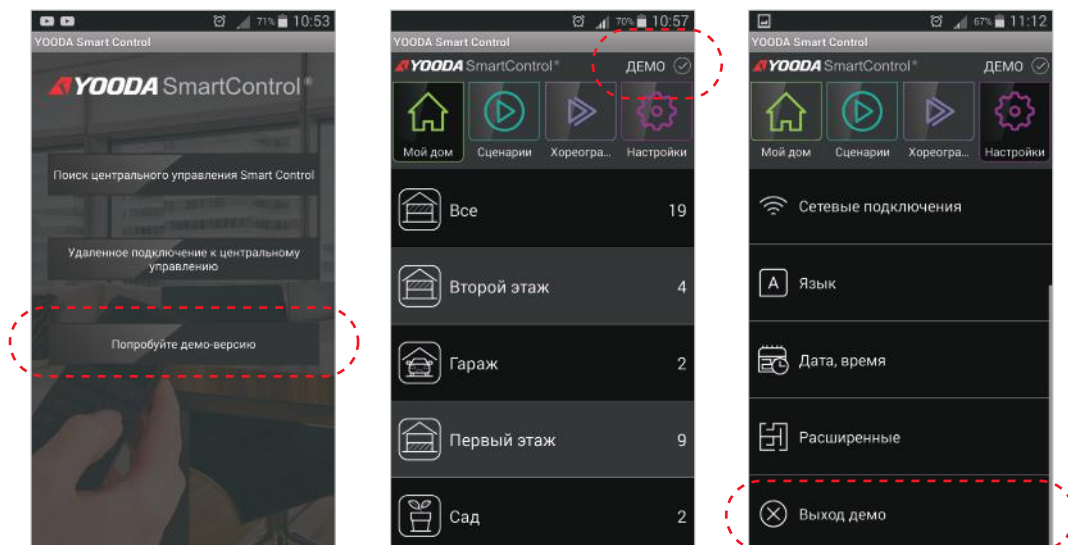 10:53
71%
YOODA Smart Control
YOODA SmartControl®
Поиск центрального управления Smart Control
Удаленное подключение к центральному
управлению
Попробуйте демо-версию
70% 10:57
YOODA Smart Control
YOODA SmartControl®
ДЕМО
Мой дом Сценарии Хореогра... Настройки
Все 19
Второй этаж 4
Гараж 2
Первый этаж 9
Сад 2
67% 11:12
YOODA Smart Control
YOODA SmartControl®
ДЕМО
Мой дом Сценарии Хореогра... Настройки
Сетевые подключения
A Язык
Дата, время
Расширенные
Выход демо